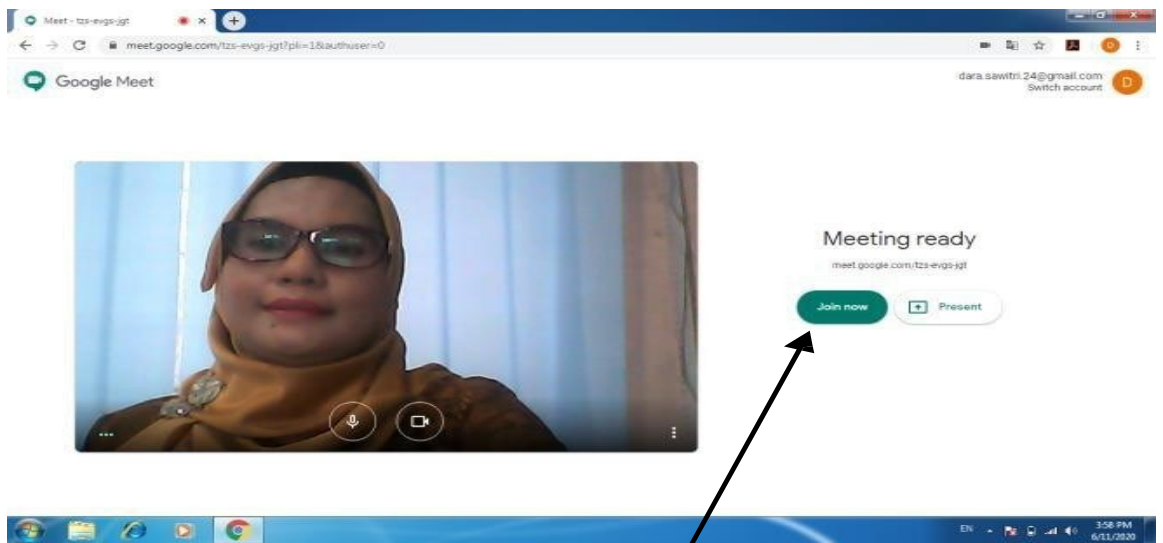 Meet - tzs-evgs-jgt
meet.google.com/tzs-evgs-jgt?pli=1&authuser=0
Google Meet
dara.sawitri.24@gmail.com
Switch account
D
Meeting ready
meet.google.com/tzs-evgs-jgt
Join now
Present
EN
3:58 PM
6/11/2020